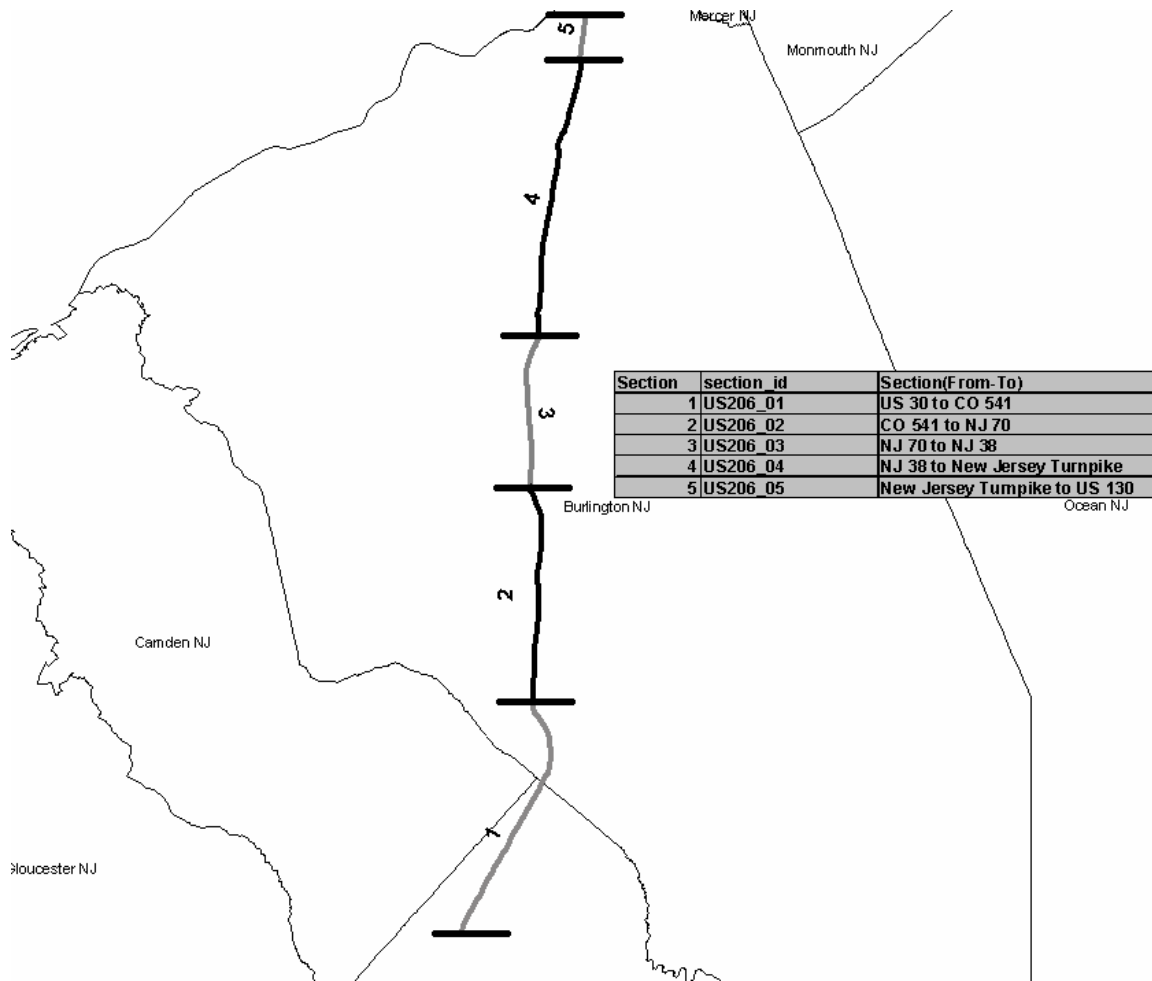 5
Mercer NJ
Monmouth NJ
4
Section section_id Section(From-To)
1 US206_01 US 30 to CO 541
2 US206_02 CO 541 to NJ 70
3 US206_03 NJ 70 to NJ 38
4 US206_04 NJ 38 to New Jersey Turnpike
5 US206_05 New Jersey Turnpike to US 130
3
Burlington NJ
Ocean NJ
2
Camden NJ
1
Gloucester NJ